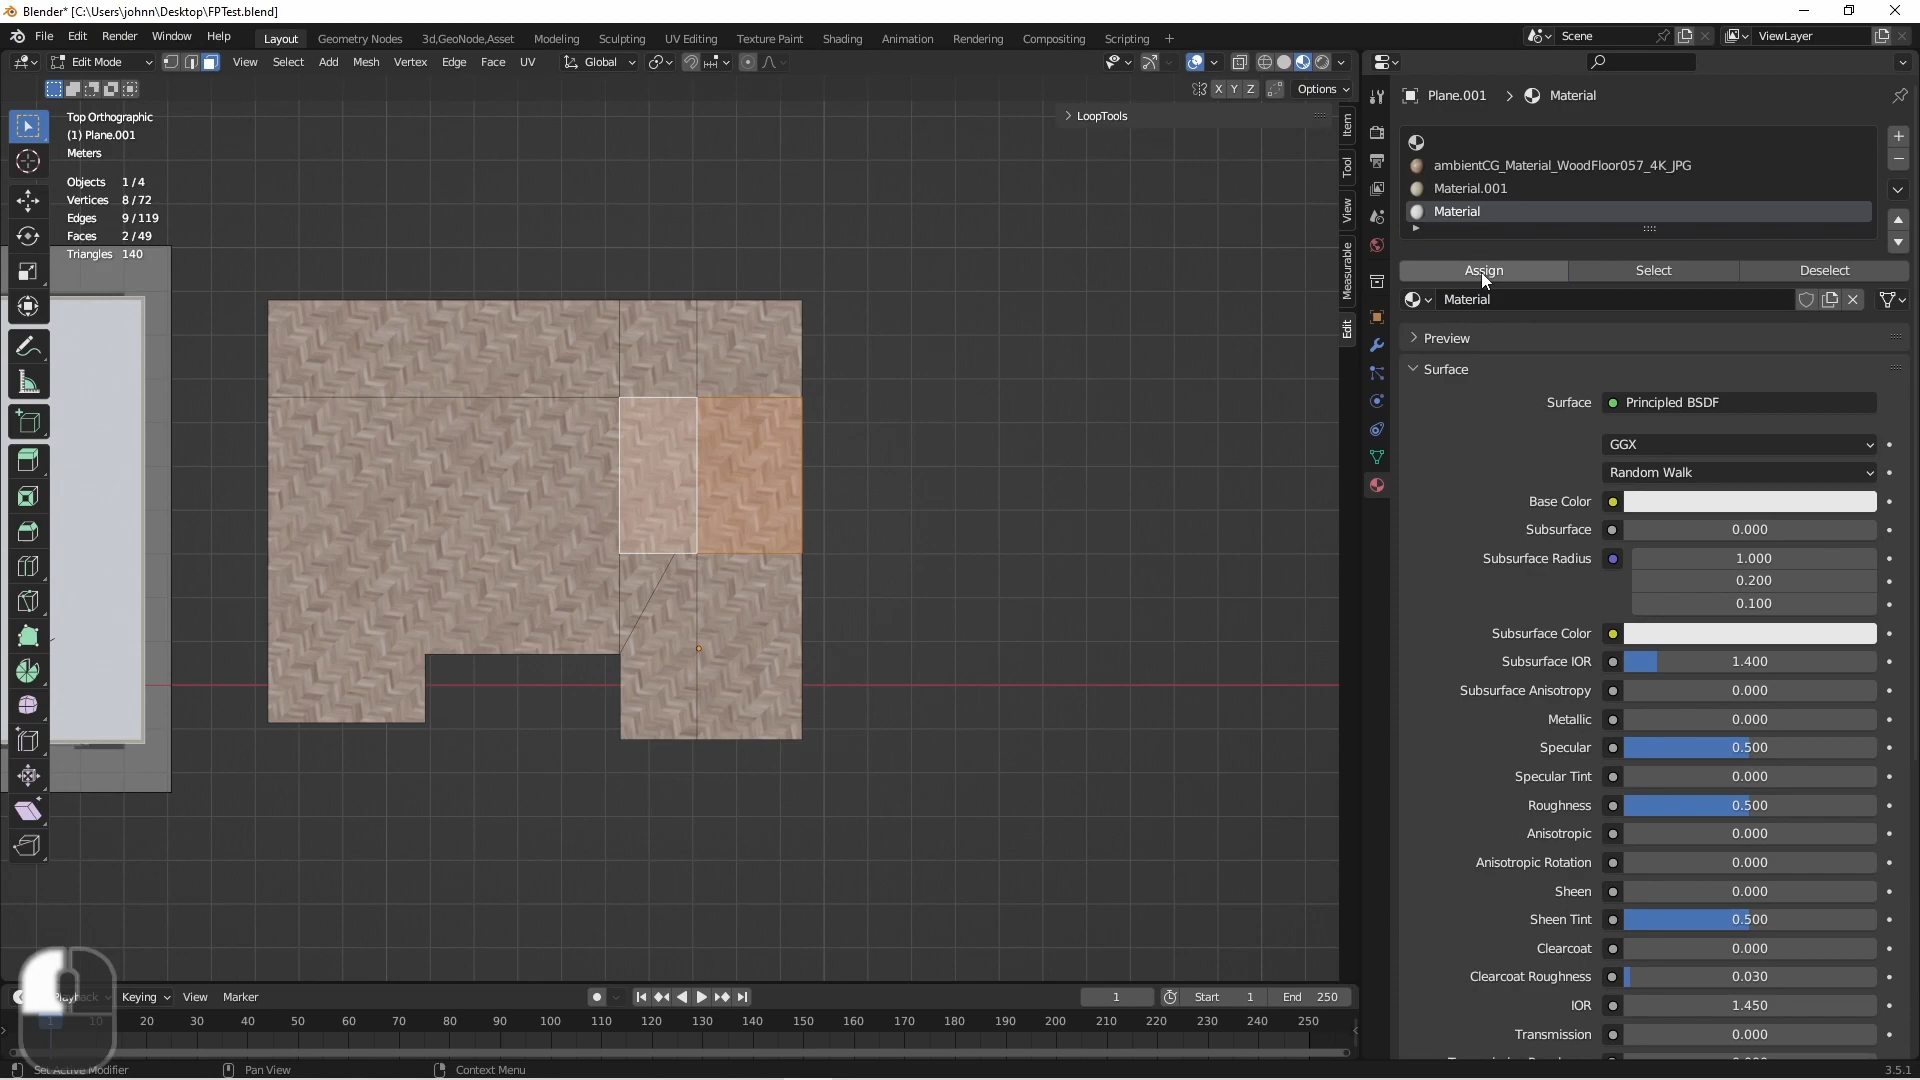 Blender* [C:\Users\johnn\Desktop\FPTest.blend]
File Edit Render Window Help Layout Geometry Nodes 3d,GeoNode,Asset Modeling Sculpting UV Editing Texture Paint Shading Animation Rendering Compositing Scripting + Scene ViewLayer
Edit Mode View Select Add Mesh Vertex Edge Face UV Global
X Y Z Options
Top Orthographic
(1) Plane.001
Meters
Objects 1/4
Vertices 8/72
Edges 9/119
Faces 2/49
Triangles 140
LoopTools
Item
Tool
View
Measurable
Edit
Plane.001 > Material
ambientCG_Material_WoodFloor057_4K_JPG
Material.001
Material
Assign Select Deselect
Material
Preview
Surface
Surface Principled BSDF
GGX
Random Walk
Base Color
Subsurface 0.000
Subsurface Radius 1.000
0.200
0.100
Subsurface Color
Subsurface IOR 1.400
Subsurface Anisotropy 0.000
Metallic 0.000
Specular 0.500
Specular Tint 0.000
Roughness 0.500
Anisotropic 0.000
Anisotropic Rotation 0.000
Sheen 0.000
Sheen Tint 0.500
Clearcoat 0.000
Clearcoat Roughness 0.030
IOR 1.450
Transmission 0.000
Playback Keying View Marker 1 Start 1 End 250
1 10 20 30 40 50 60 70 80 90 100 110 120 130 140 150 160 170 180 190 200 210 220 230 240 250
Set Active Modifier Pan View Context Menu 3.5.1